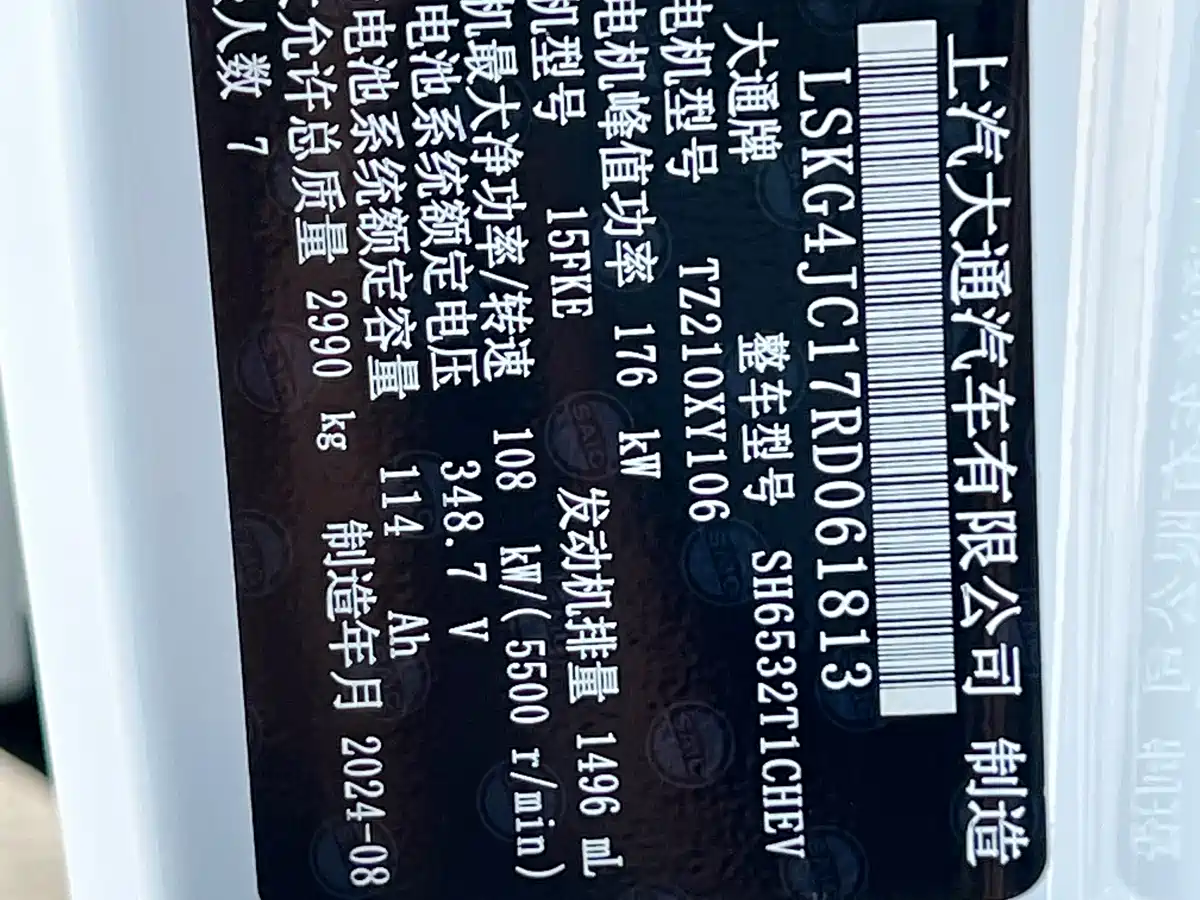 上汽大通汽车有限公司 制造
LSKG4JC17RD061813
大通牌 整车型号 SH6532T1CHEV
电机型号 TZ210XY106
电机峰值功率 176 kW
机型号 15FKE 发动机排量 1496 mL
机最大净功率/转速 108 kW/(5500 r/min)
电池系统额定电压 348.7 V
电池系统额定容量 114 Ah
允许总质量 2990 kg 制造年月 2024-08
人数 7
SAIC